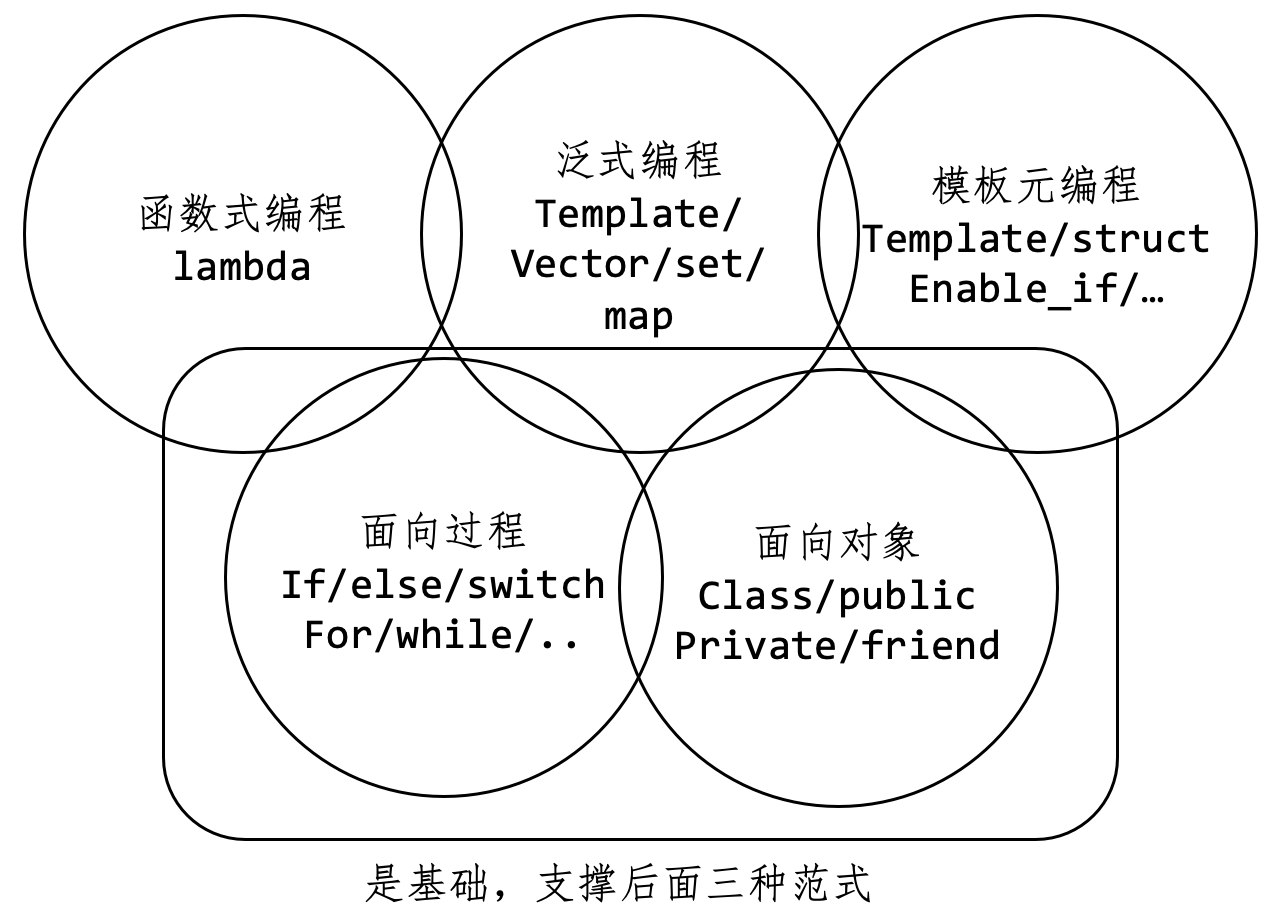 函数式编程
lambda
泛式编程
Template/
Vector/set/
map
模板元编程
Template/struct
Enable_if/…
面向过程
If/else/switch
For/while/..
面向对象
Class/public
Private/friend
是基础，支撑后面三种范式